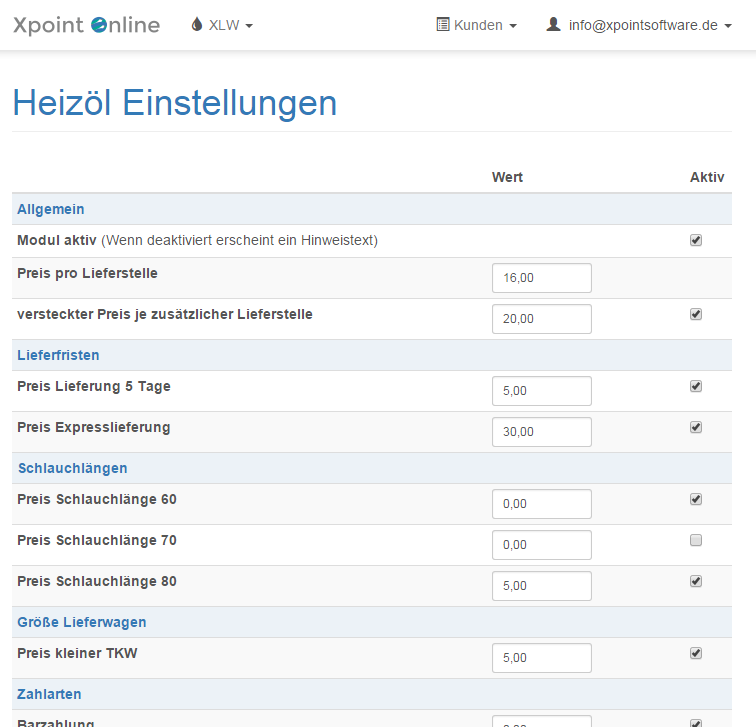 Xpoint Online XLW Kunden info@xpointsoftware.de
Heizöl Einstellungen
Wert Aktiv
Allgemein
Modul aktiv (Wenn deaktiviert erscheint ein Hinweistext)
Preis pro Lieferstelle 16,00
versteckter Preis je zusätzlicher Lieferstelle 20,00
Lieferfristen
Preis Lieferung 5 Tage 5,00
Preis Expresslieferung 30,00
Schlauchlängen
Preis Schlauchlänge 60 0,00
Preis Schlauchlänge 70 0,00
Preis Schlauchlänge 80 5,00
Größe Lieferwagen
Preis kleiner TKW 5,00
Zahlarten
Barzahlung